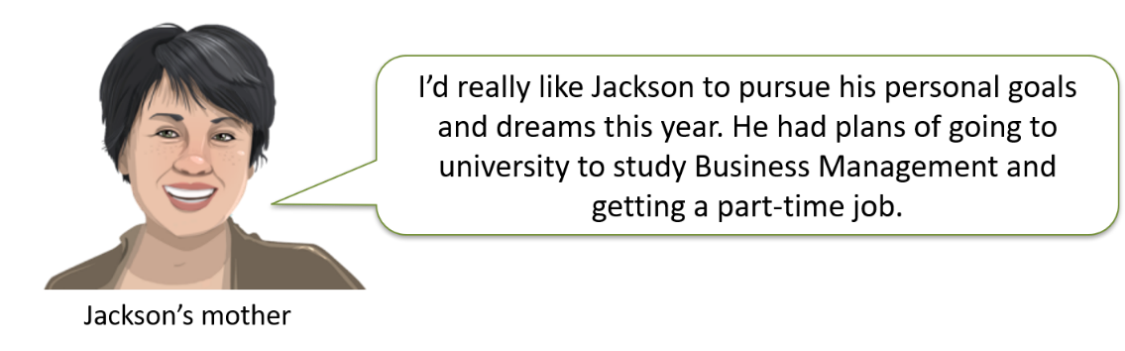 I’d really like Jackson to pursue his personal goals
and dreams this year. He had plans of going to
university to study Business Management and
getting a part-time job.
Jackson’s mother